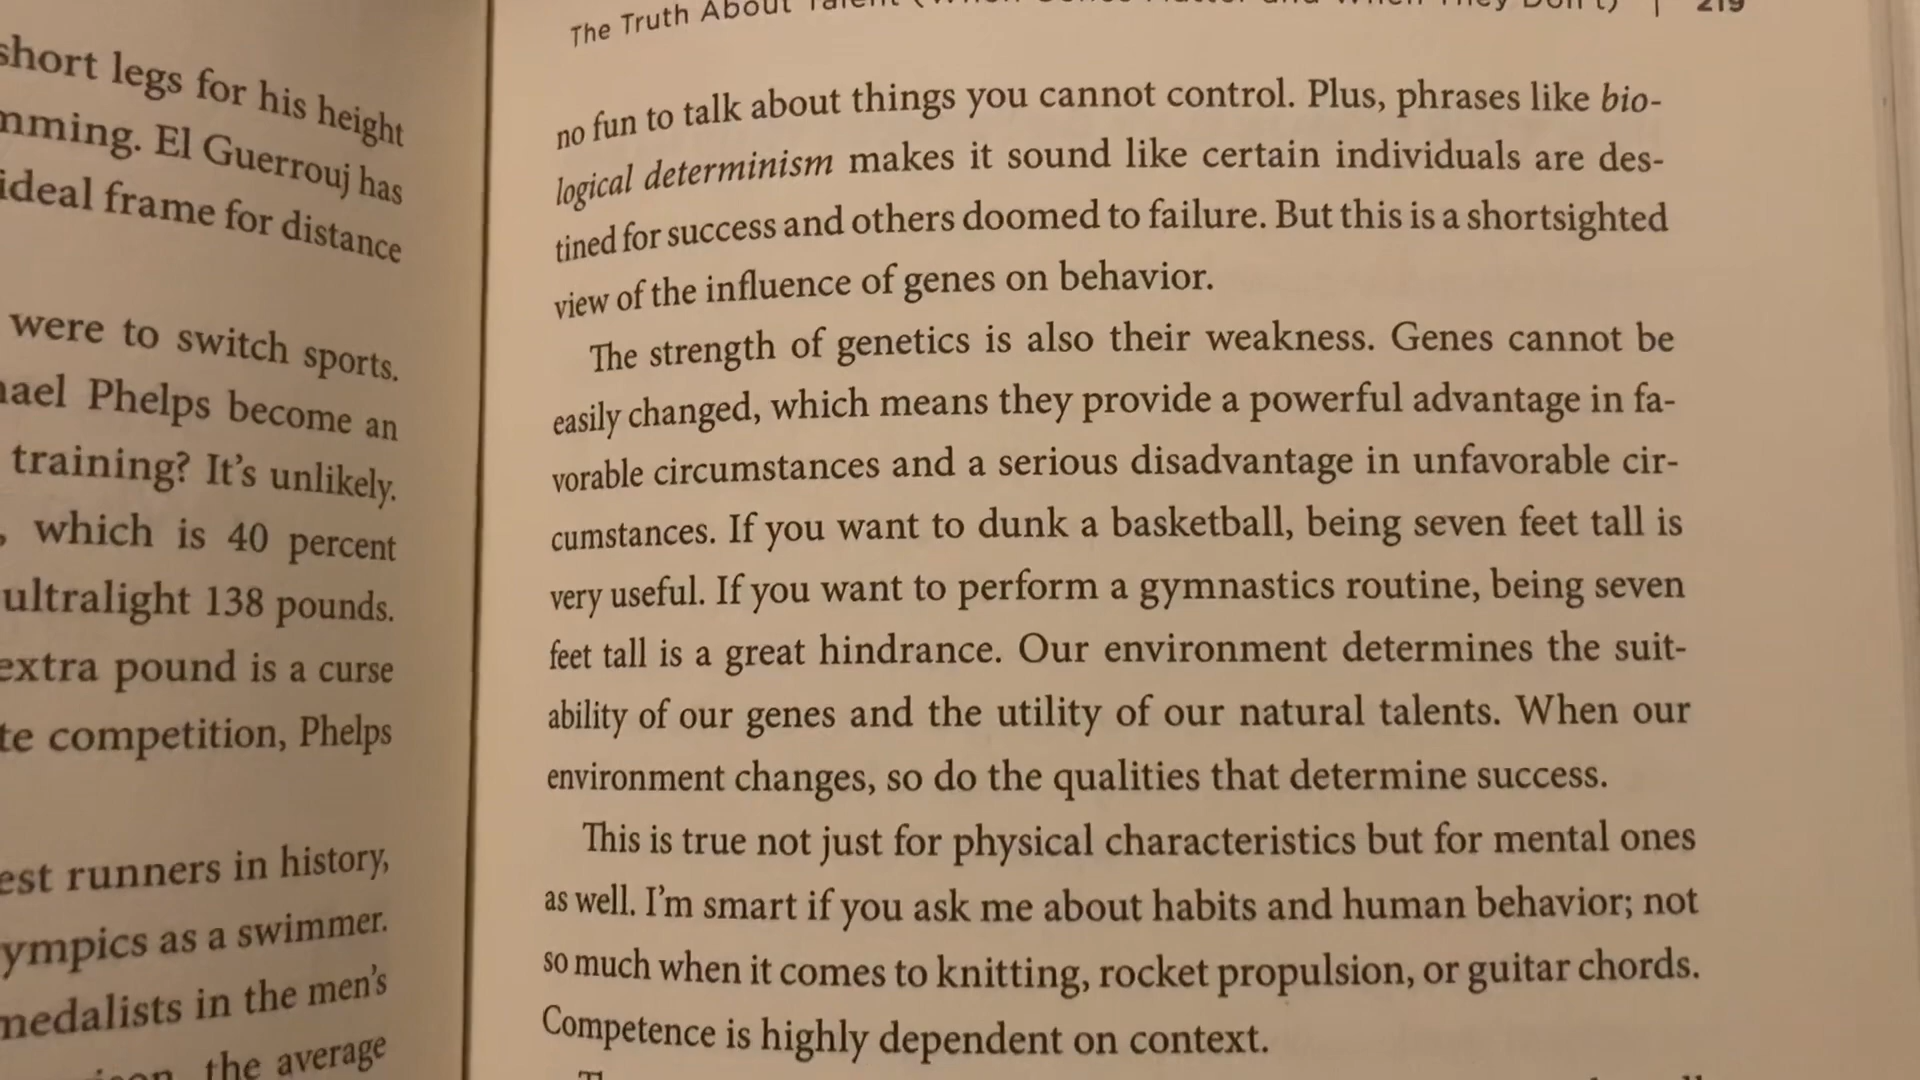 short legs for his height
mming. El Guerrouj has
ideal frame for distance
were to switch sports.
ael Phelps become an
training? It's unlikely.
, which is 40 percent
ultralight 138 pounds.
extra pound is a curse
te competition, Phelps
est runners in history,
ympics as a swimmer.
medalists in the men's
the average
The Truth About Talent (When Genes Matter and When They Don't) | 219
no fun to talk about things you cannot control. Plus, phrases like bio-
logical determinism makes it sound like certain individuals are des-
tined for success and others doomed to failure. But this is a shortsighted
view of the influence of genes on behavior.
The strength of genetics is also their weakness. Genes cannot be
easily changed, which means they provide a powerful advantage in fa-
vorable circumstances and a serious disadvantage in unfavorable cir-
cumstances. If you want to dunk a basketball, being seven feet tall is
very useful. If you want to perform a gymnastics routine, being seven
feet tall is a great hindrance. Our environment determines the suit-
ability of our genes and the utility of our natural talents. When our
environment changes, so do the qualities that determine success.
This is true not just for physical characteristics but for mental ones
as well. I'm smart if you ask me about habits and human behavior; not
so much when it comes to knitting, rocket propulsion, or guitar chords.
Competence is highly dependent on context.